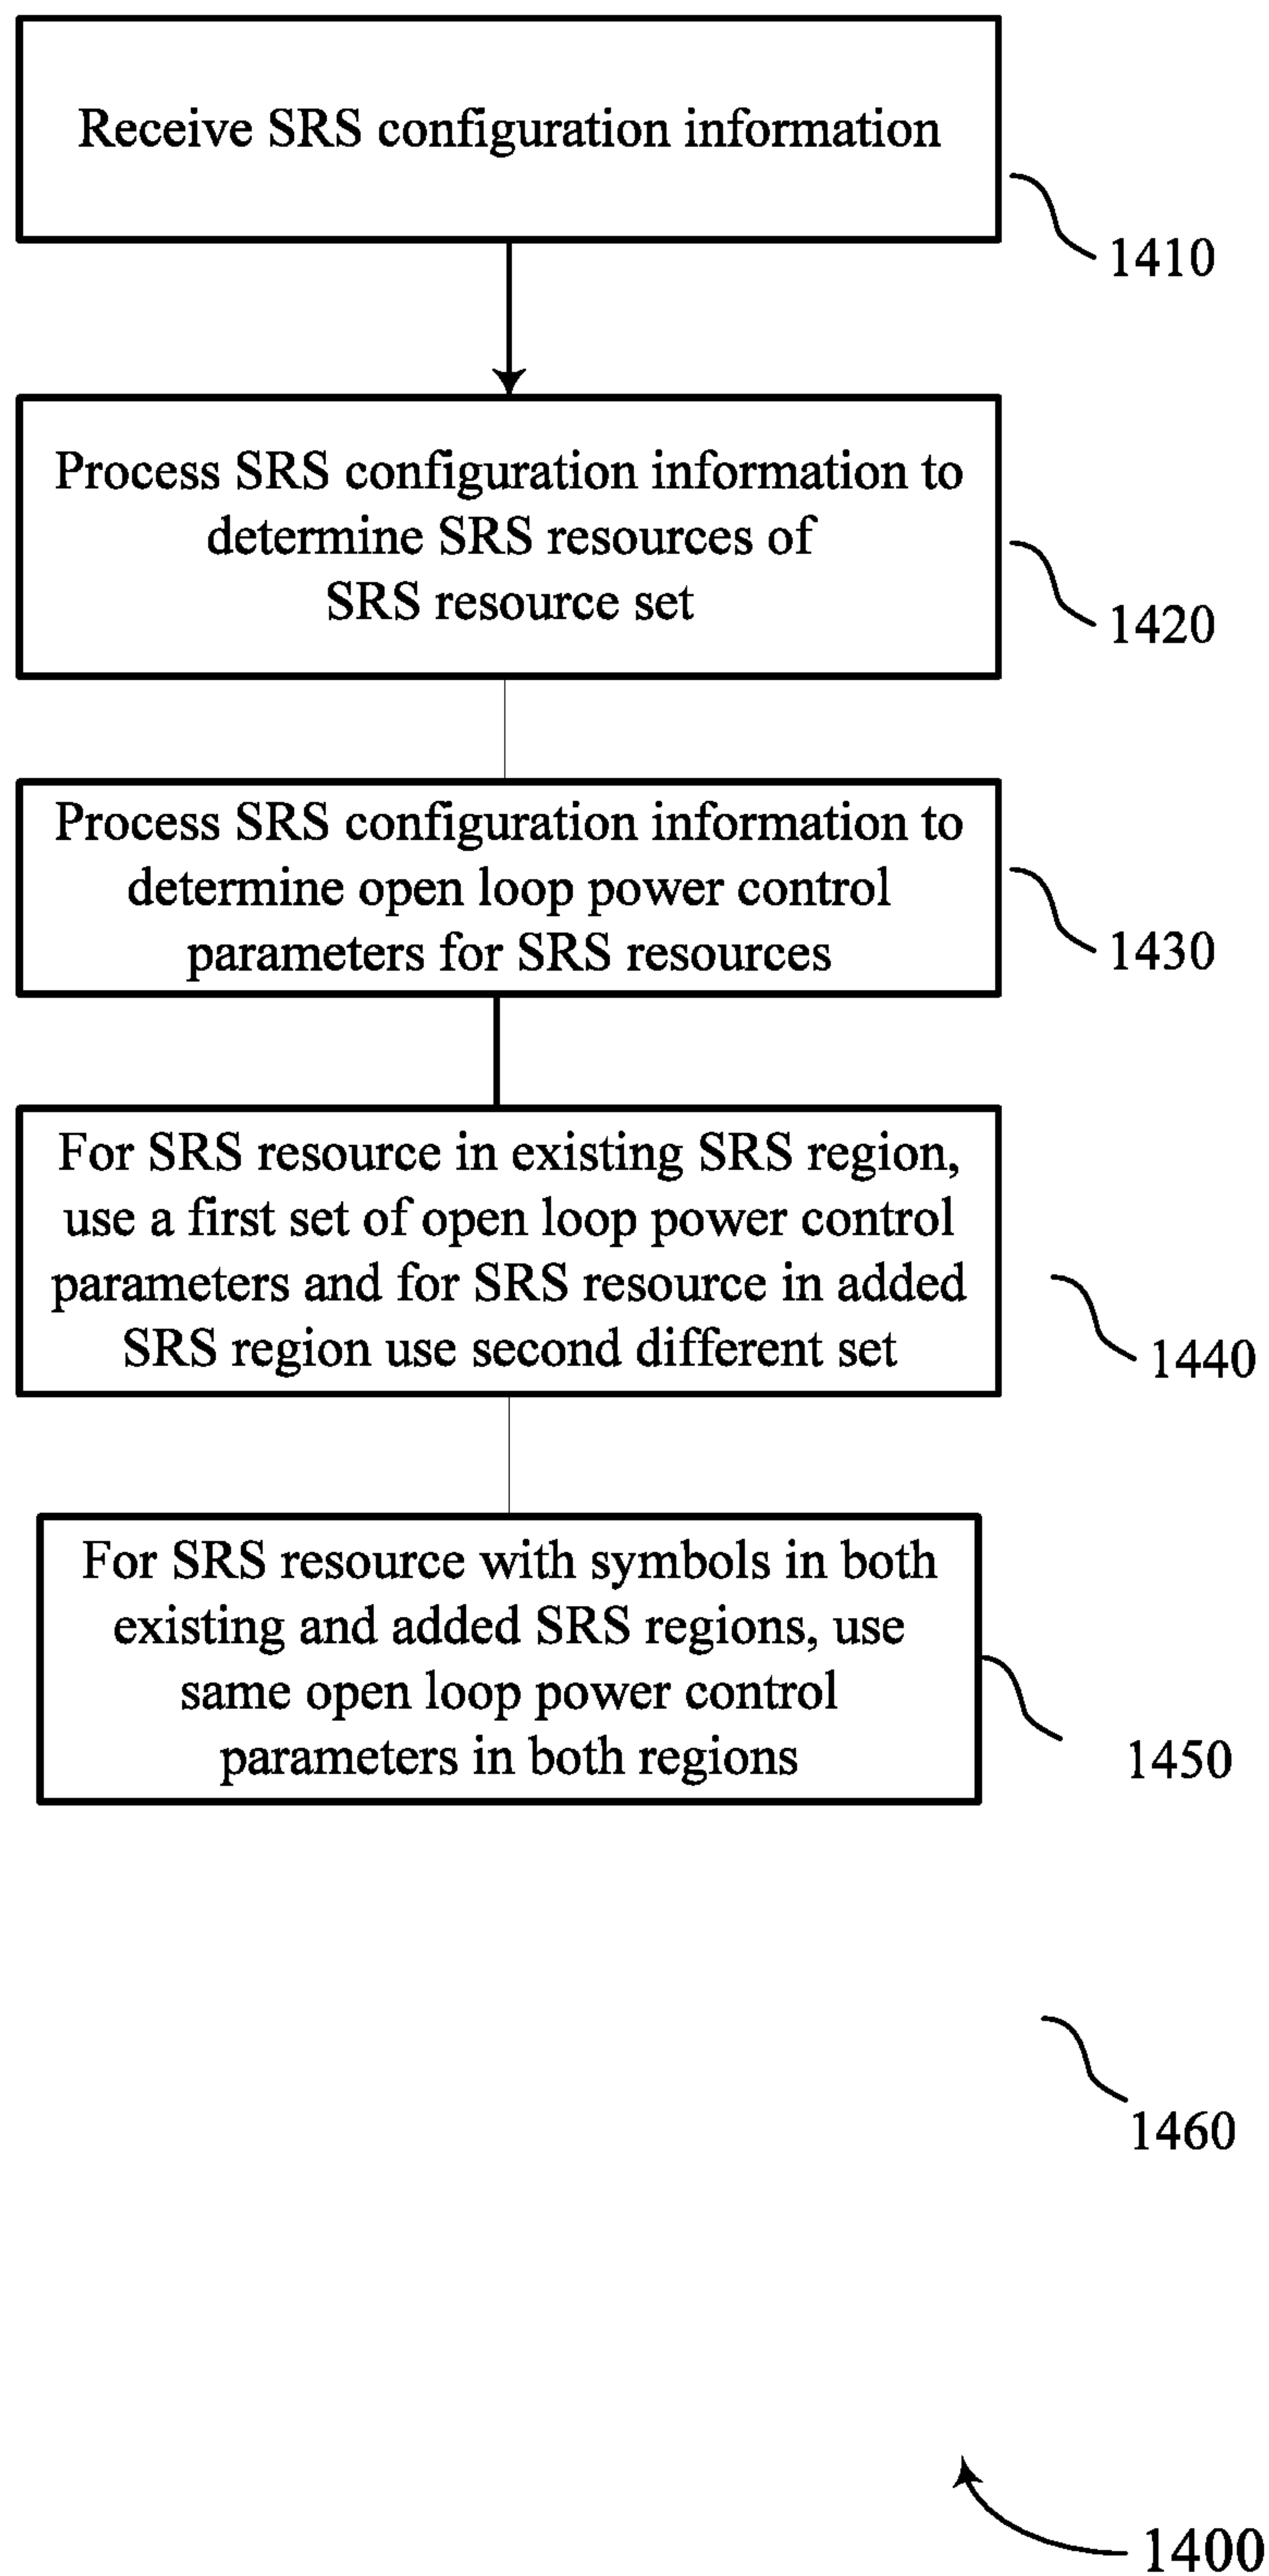 Receive SRS configuration information
1410
Process SRS configuration information to
determine SRS resources of
SRS resource set
1420
Process SRS configuration information to
determine open loop power control
parameters for SRS resources
1430
For SRS resource in existing SRS region,
use a first set of open loop power control
parameters and for SRS resource in added
SRS region use second different set
1440
For SRS resource with symbols in both
existing and added SRS regions, use
same open loop power control
parameters in both regions
1450
1460
1400